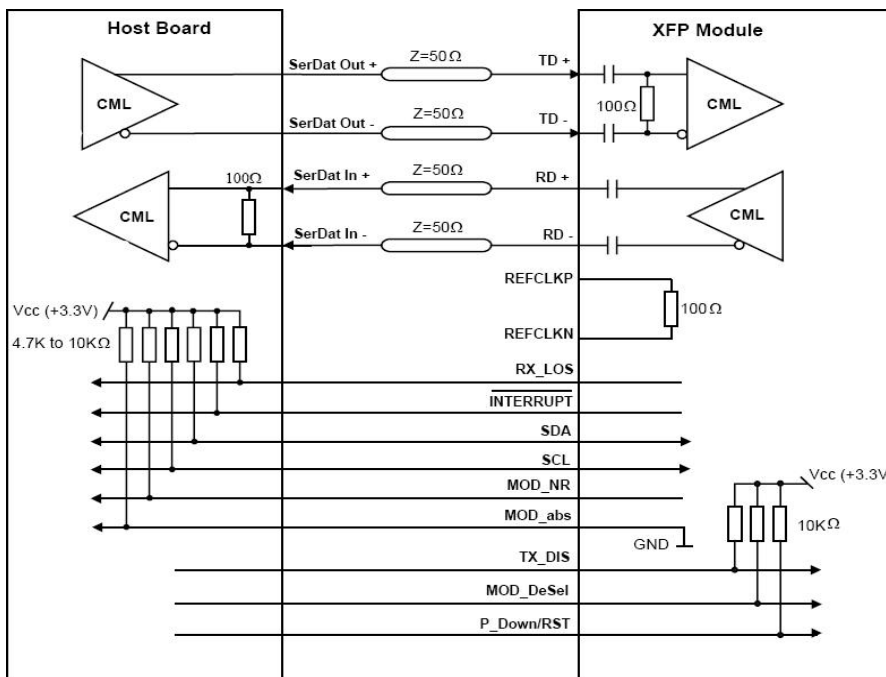 Host Board
XFP Module
SerDat Out +
Z=50Ω
TD +
CML
100Ω
CML
SerDat Out -
Z=50Ω
TD -
100Ω
SerDat In +
Z=50Ω
RD +
CML
CML
SerDat In -
Z=50Ω
RD -
REFCLKP
Vcc (+3.3V)
100Ω
4.7K to 10KΩ
REFCLKN
RX_LOS
INTERRUPT
SDA
SCL
Vcc (+3.3V)
MOD_NR
MOD_abs
10KΩ
GND
TX_DIS
MOD_DeSel
P_Down/RST